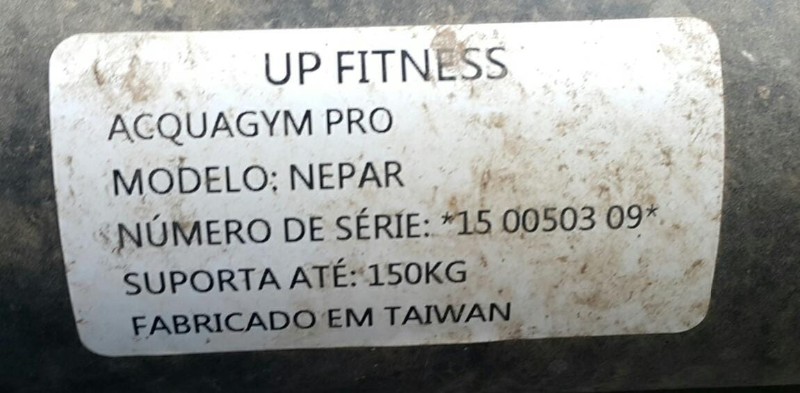 UP FITNESS
ACQUAGYM PRO
MODELO: NEPAR
NÚMERO DE SÉRIE: *15 00503 09*
SUPORTA ATÉ: 150KG
FABRICADO EM TAIWAN